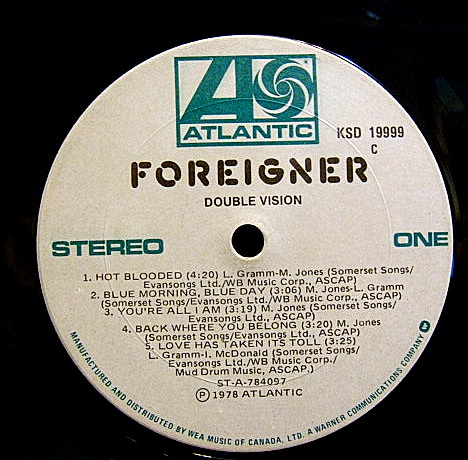 ATLANTIC
KSD 19999
C
FOREIGNER
DOUBLE VISION
STEREO
ONE
1. HOT BLOODED (4:20) L. Gramm-M. Jones (Somerset Songs/
Evansongs Ltd./WB Music Corp., ASCAP)
2. BLUE MORNING, BLUE DAY (3:06) M. Jones-L. Gramm
(Somerset Songs/Evansongs Ltd./WB Music Corp., ASCAP)
3. YOU'RE ALL I AM (3:19) M. Jones (Somerset Songs/
Evansongs Ltd., ASCAP)
4. BACK WHERE YOU BELONG (3:20) M. Jones
(Somerset Songs/Evansongs Ltd., ASCAP)
5. LOVE HAS TAKEN ITS TOLL (3:25)
L. Gramm-I. McDonald (Somerset Songs/
Evansongs Ltd./WB Music Corp./
Mud Drum Music, ASCAP.)
ST-A-784097
Ⓟ 1978 ATLANTIC
MANUFACTURED AND DISTRIBUTED BY WEA MUSIC OF CANADA, LTD. A WARNER COMMUNICATIONS COMPANY